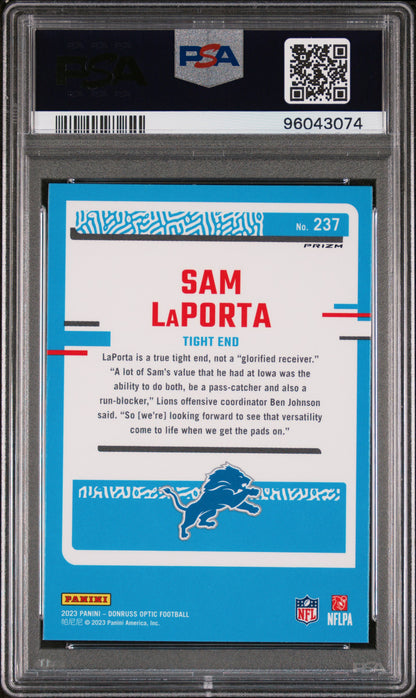 PSA
PSA
96043074
No. 237
PRIZM
SAM
LaPORTA
TIGHT END
LaPorta is a true tight end, not a “glorified receiver.”
“A lot of Sam’s value that he had at Iowa was the
ability to do both, be a pass-catcher and also a
run-blocker,” Lions offensive coordinator Ben Johnson
said. “So [we’re] looking forward to see that versatility
come to life when we get the pads on.”
PANINI
2023 PANINI – DONRUSS OPTIC FOOTBALL
帕尼尼 © 2023 Panini America, Inc.
NFL
NFLPA